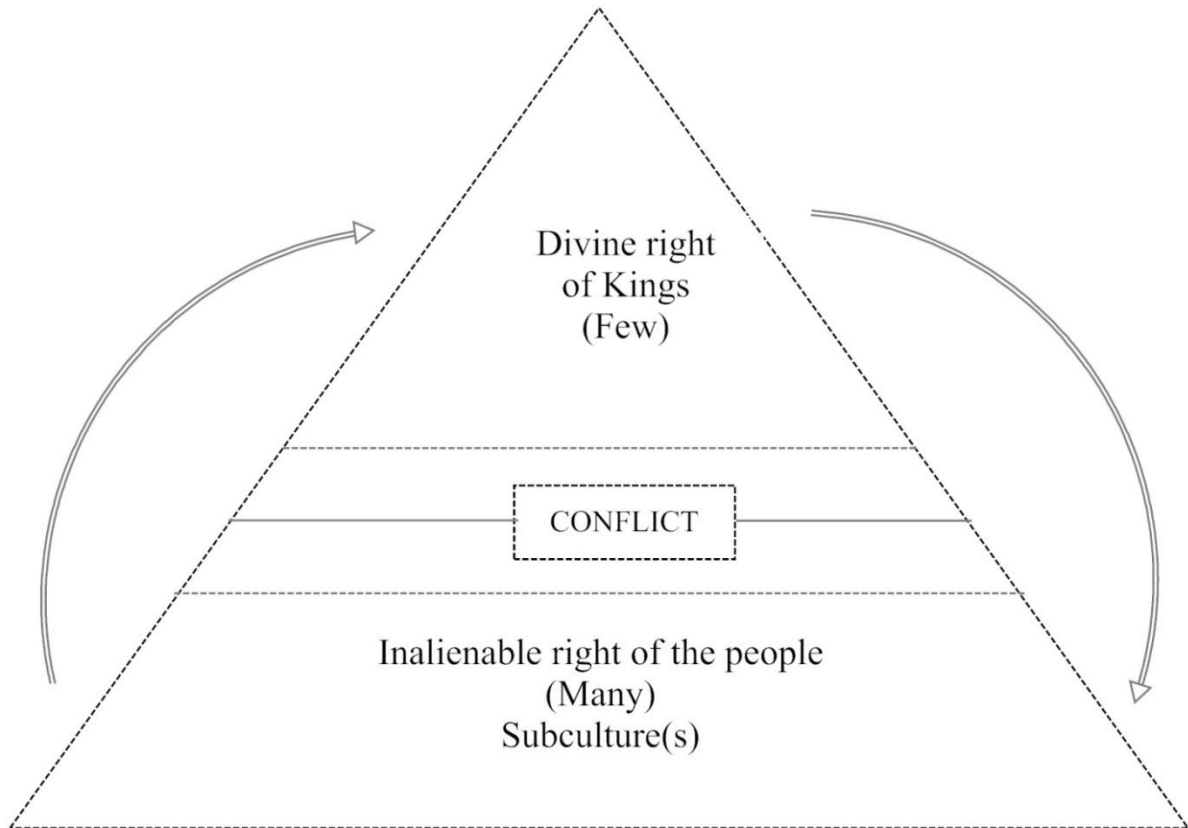 Divine right
of Kings
(Few)
CONFLICT
Inalienable right of the people
(Many)
Subculture(s)